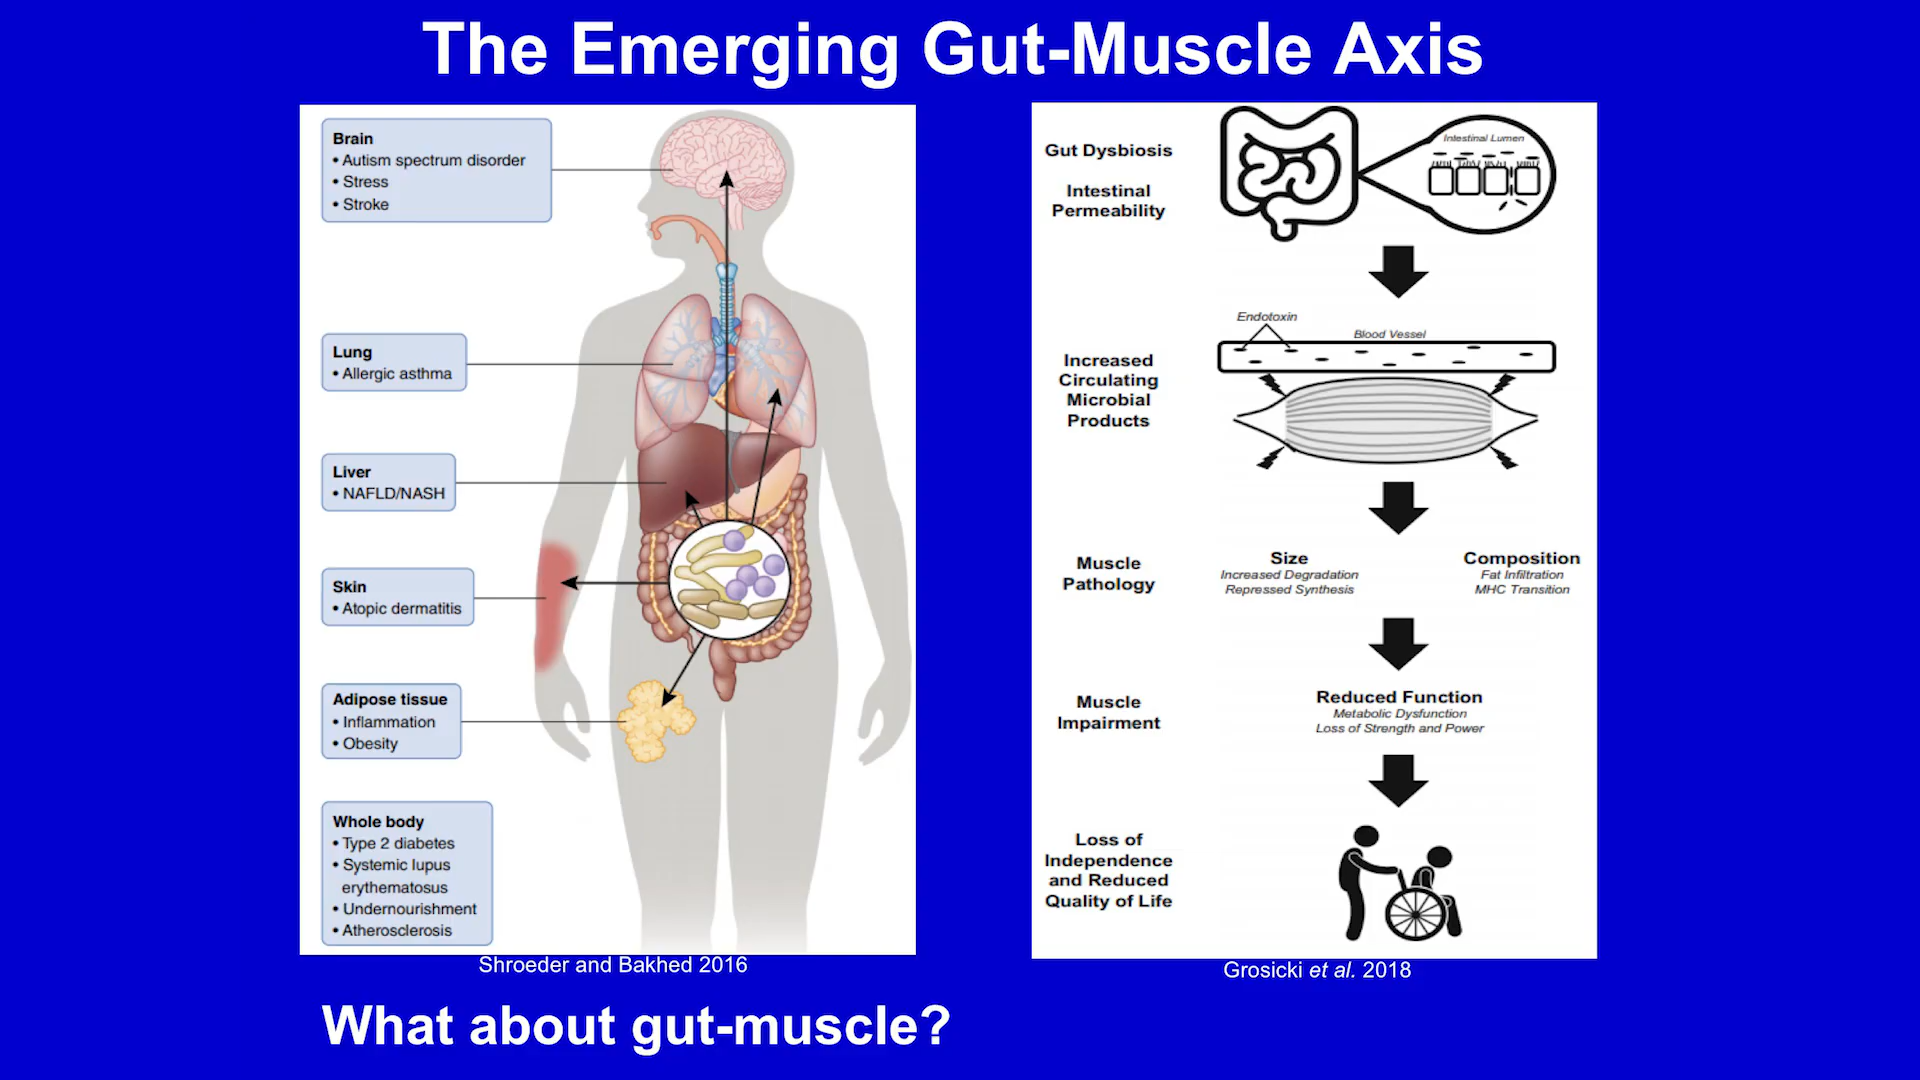 The Emerging Gut-Muscle Axis
Brain
• Autism spectrum disorder
• Stress
• Stroke
Lung
• Allergic asthma
Liver
• NAFLD/NASH
Skin
• Atopic dermatitis
Adipose tissue
• Inflammation
• Obesity
Whole body
• Type 2 diabetes
• Systemic lupus
erythematosus
• Undernourishment
• Atherosclerosis
Shroeder and Bakhed 2016
Gut Dysbiosis
Intestinal
Permeability
Intestinal Lumen
Increased
Circulating
Microbial
Products
Endotoxin
Blood Vessel
Muscle
Pathology
Size
Increased Degradation
Repressed Synthesis
Composition
Fat Infiltration
MHC Transition
Muscle
Impairment
Reduced Function
Metabolic Dysfunction
Loss of Strength and Power
Loss of
Independence
and Reduced
Quality of Life
Grosicki et al. 2018
What about gut-muscle?